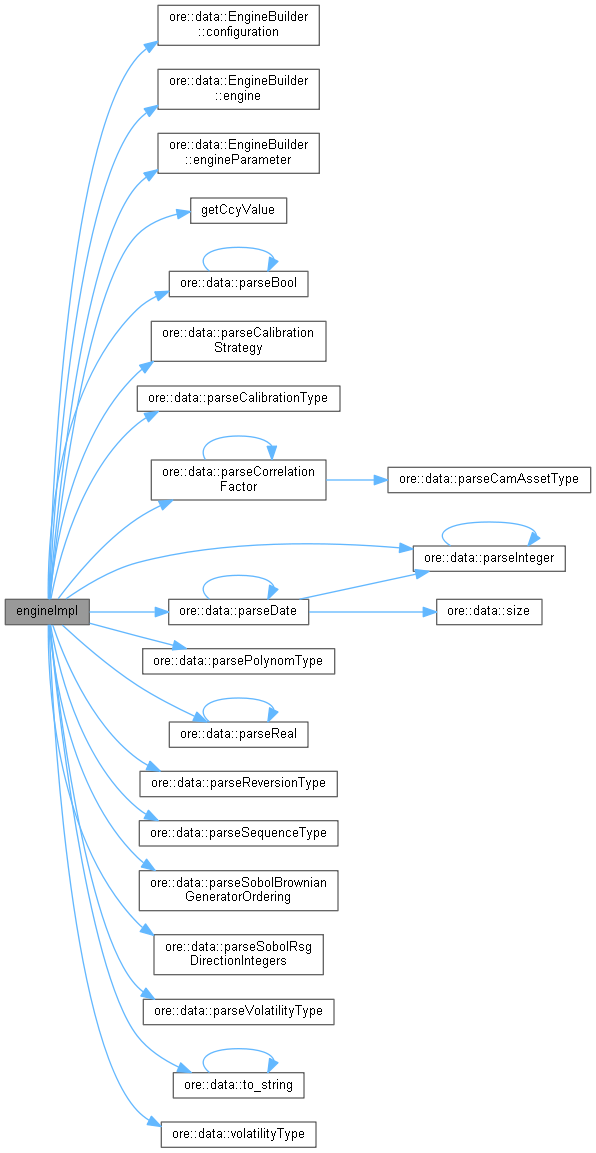 ore::data::EngineBuilder
::configuration
ore::data::EngineBuilder
::engine
ore::data::EngineBuilder
::engineParameter
getCcyValue
ore::data::parseBool
ore::data::parseCalibration
Strategy
ore::data::parseCalibrationType
ore::data::parseCorrelation
Factor
ore::data::parseCamAssetType
ore::data::parseInteger
engineImpl
ore::data::parseDate
ore::data::size
ore::data::parsePolynomType
ore::data::parseReal
ore::data::parseReversionType
ore::data::parseSequenceType
ore::data::parseSobolBrownian
GeneratorOrdering
ore::data::parseSobolRsg
DirectionIntegers
ore::data::parseVolatilityType
ore::data::to_string
ore::data::volatilityType